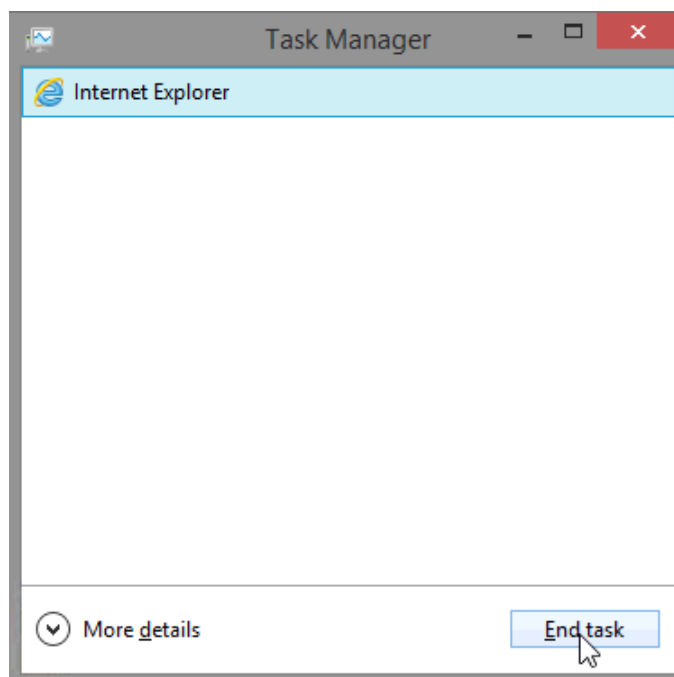 Task Manager
Internet Explorer
More details
End task